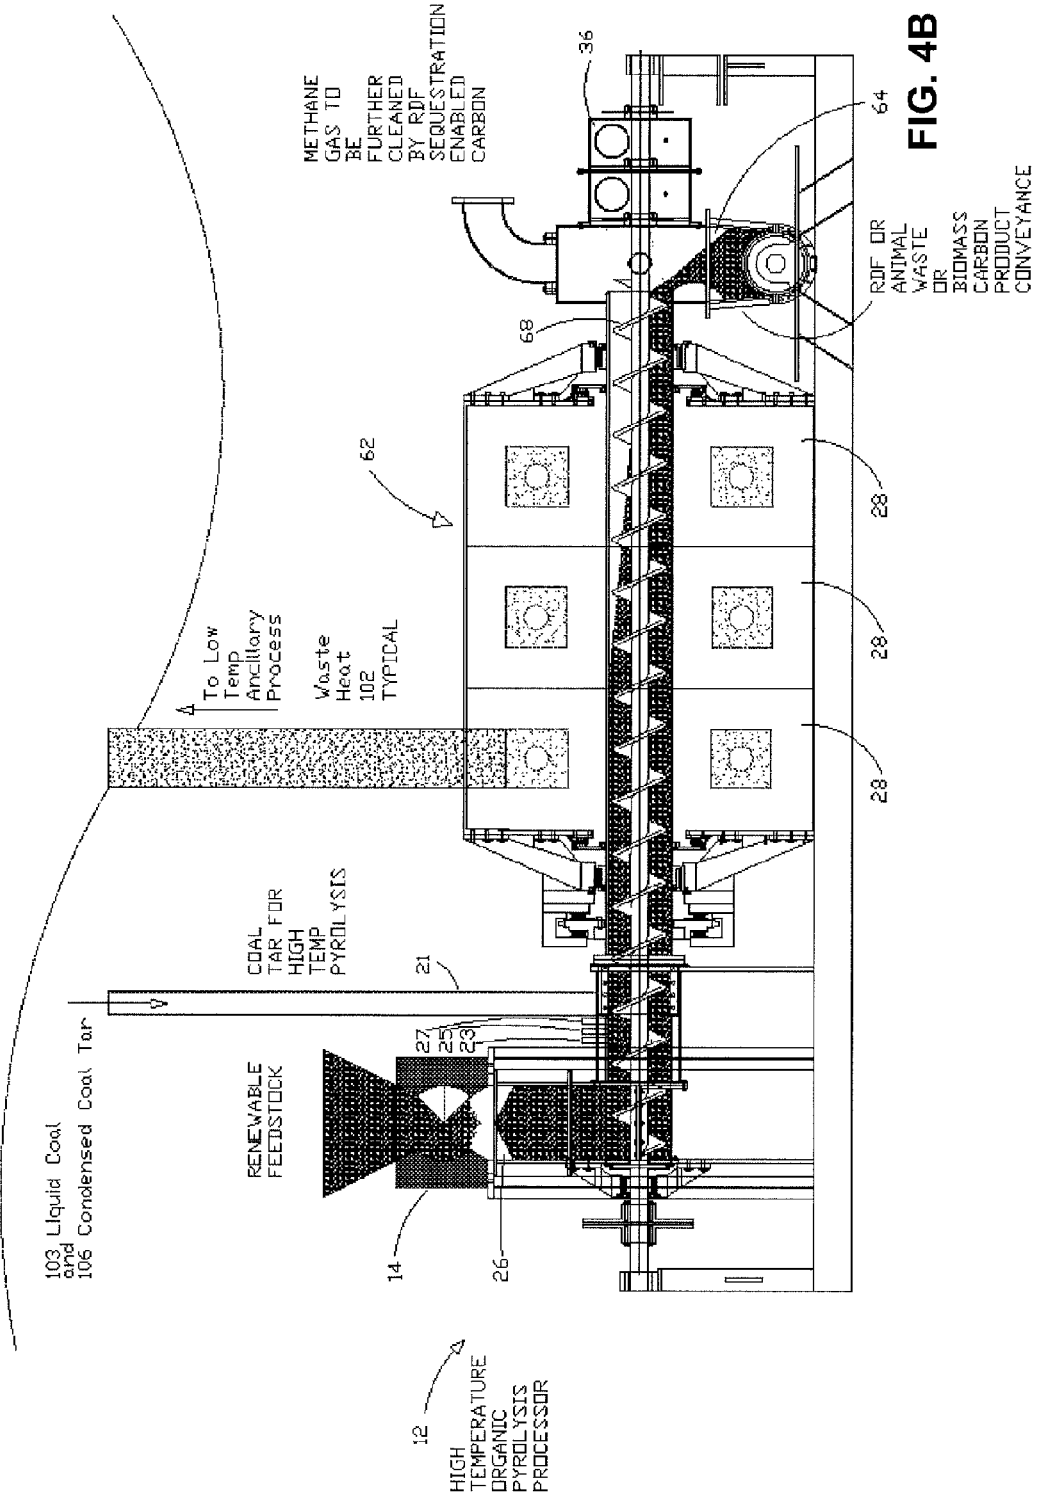 103 Liquid Coal
and
106 Condensed Coal Tar
RENEWABLE
FEEDSTOCK
COAL
TAR FOR
HIGH
TEMP
PYROLYSIS
To Low
Temp
Ancillary
Process
Waste
Heat
102
TYPICAL
METHANE
GAS TO
BE
FURTHER
CLEANED
BY RDF
SEQUESTRATION
ENABLED
CARBON
12
HIGH
TEMPERATURE
ORGANIC
PYROLYSIS
PROCESSOR
14
26
27
25
23
21
62
68
36
64
28
28
28
RDF OR
ANIMAL
WASTE
OR
BIOMASS
CARBON
PRODUCT
CONVEYANCE
FIG. 4B